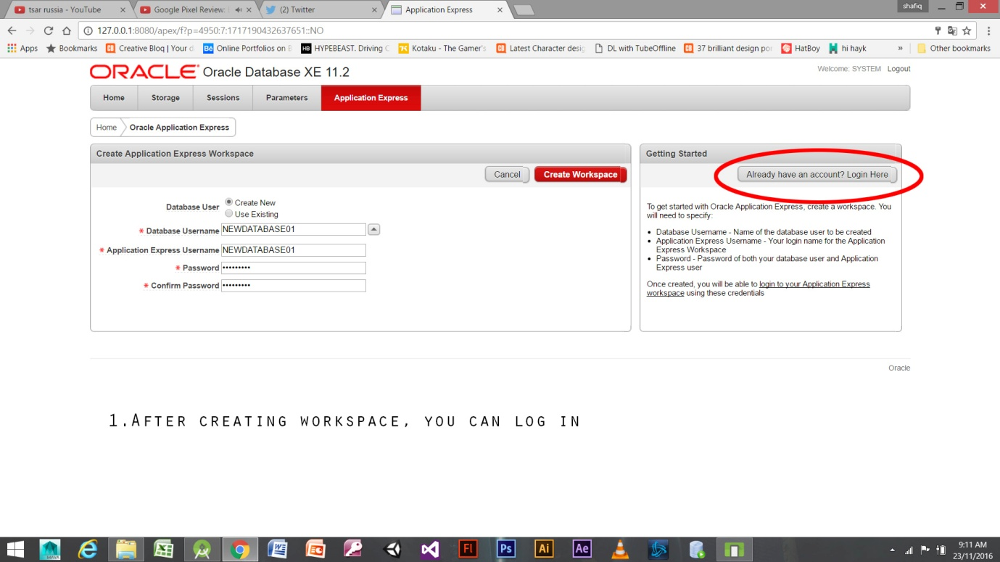 tsar russia - YouTube
Google Pixel Review:
(2) Twitter
Application Express
shafiq
127.0.0.1:8080/apex/f?p=4950:7:1717190432637651::NO
Apps
Bookmarks
Creative Bloq | Your d
Online Portfolios on B
HYPEBEAST. Driving C
Kotaku - The Gamer's
Latest Character desig
DL with TubeOffline
37 brilliant design por
HatBoy
hi hayk
»
Other bookmarks
ORACLE Oracle Database XE 11.2
Welcome: SYSTEM Logout
Home
Storage
Sessions
Parameters
Application Express
Home
Oracle Application Express
Create Application Express Workspace
Cancel
Create Workspace
Database User
Create New
Use Existing
* Database Username NEWDATABASE01
* Application Express Username NEWDATABASE01
* Password •••••••••
* Confirm Password •••••••••
Getting Started
Already have an account? Login Here
To get started with Oracle Application Express, create a workspace. You
will need to specify:
• Database Username - Name of the database user to be created
• Application Express Username - Your login name for the Application
Express Workspace
• Password - Password of both your database user and Application
Express user
Once created, you will be able to login to your Application Express
workspace using these credentials
Oracle
1.After creating workspace, you can log in
MAYA
Fl
Ps
Ai
Ae
9:11 AM
23/11/2016